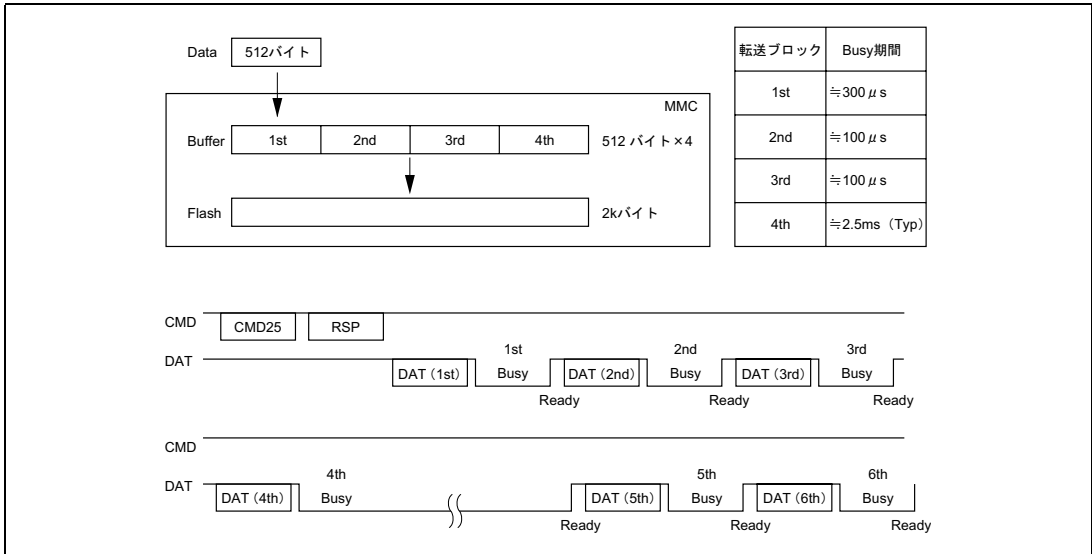 Data 512バイト
MMC
Buffer 1st 2nd 3rd 4th 512 バイト×4
Flash 2kバイト
転送ブロック Busy期間
1st ≒300μs
2nd ≒100μs
3rd ≒100μs
4th ≒2.5ms（Typ）
CMD CMD25 RSP
DAT DAT（1st） 1st Busy Ready DAT（2nd） 2nd Busy Ready DAT（3rd） 3rd Busy Ready
CMD
DAT DAT（4th） 4th Busy Ready DAT（5th） 5th Busy Ready DAT（6th） 6th Busy Ready